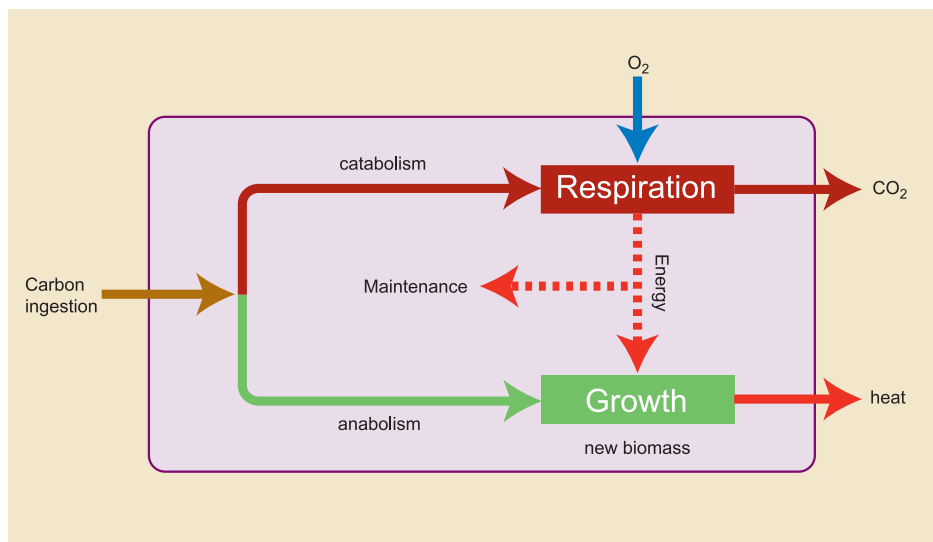 O₂
catabolism
Respiration
CO₂
Carbon
ingestion
Maintenance
Energy
Growth
heat
anabolism
new biomass